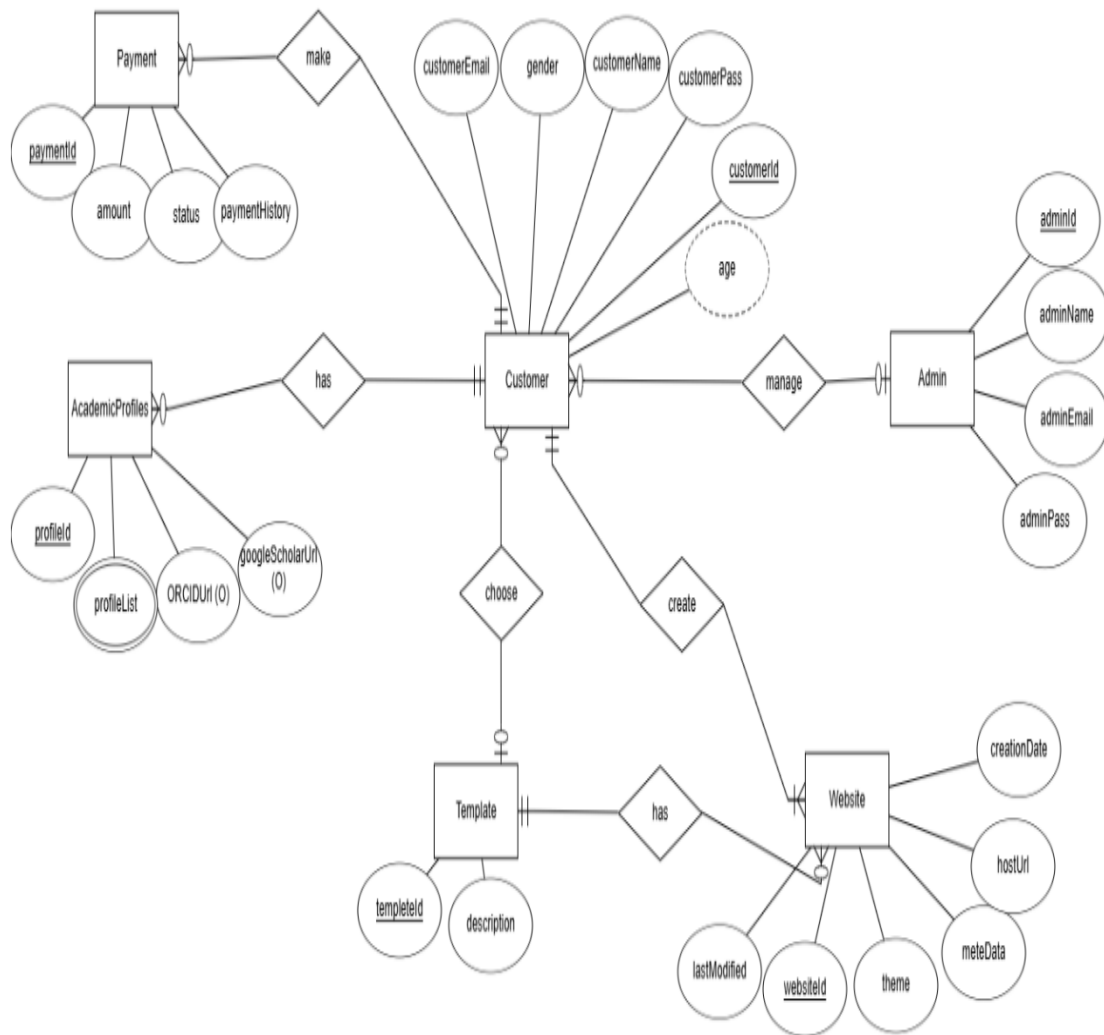 Payment
make
customerEmail
gender
customerName
customerPass
paymentId
amount
status
paymentHistory
customerId
age
adminId
adminName
Admin
adminEmail
adminPass
AcademicProfiles
has
Customer
manage
profileId
profileList
ORCIDUrl (O)
googleScholarUrl
(O)
choose
create
Template
has
Website
creationDate
hostUrl
meteData
templeteId
description
lastModified
websiteId
theme